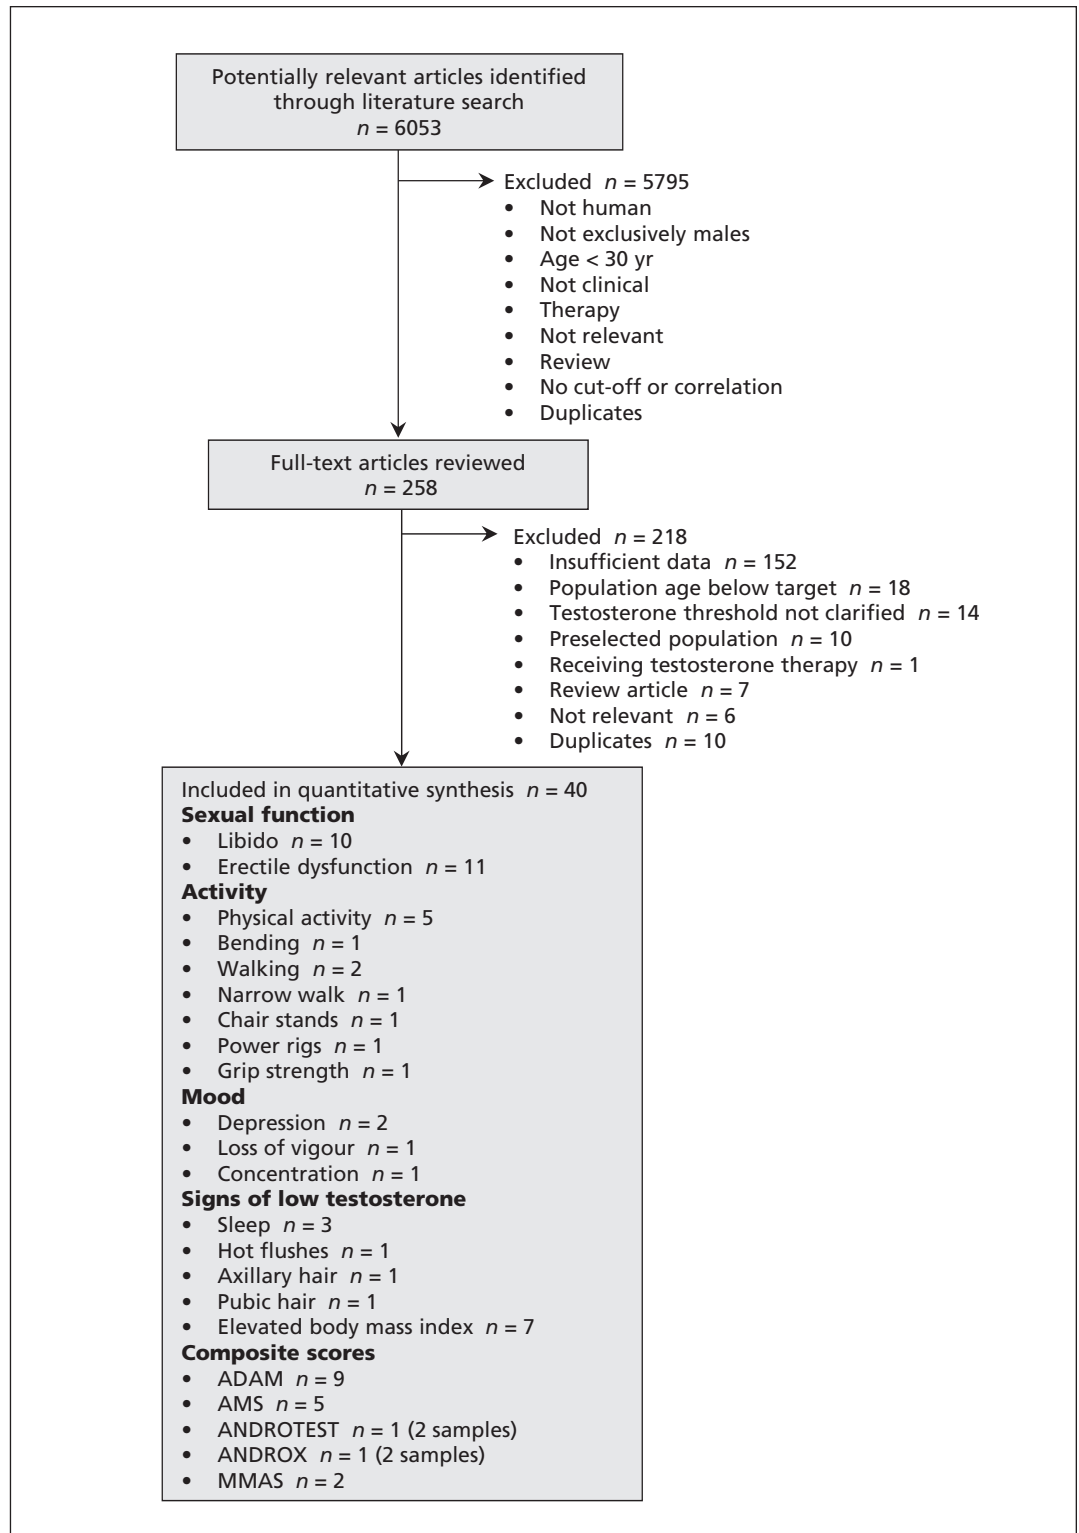 Potentially relevant articles identified
through literature search
n = 6053
Excluded n = 5795
• Not human
• Not exclusively males
• Age < 30 yr
• Not clinical
• Therapy
• Not relevant
• Review
• No cut-off or correlation
• Duplicates
Full-text articles reviewed
n = 258
Excluded n = 218
• Insufficient data n = 152
• Population age below target n = 18
• Testosterone threshold not clarified n = 14
• Preselected population n = 10
• Receiving testosterone therapy n = 1
• Review article n = 7
• Not relevant n = 6
• Duplicates n = 10
Included in quantitative synthesis n = 40
Sexual function
• Libido n = 10
• Erectile dysfunction n = 11
Activity
• Physical activity n = 5
• Bending n = 1
• Walking n = 2
• Narrow walk n = 1
• Chair stands n = 1
• Power rigs n = 1
• Grip strength n = 1
Mood
• Depression n = 2
• Loss of vigour n = 1
• Concentration n = 1
Signs of low testosterone
• Sleep n = 3
• Hot flushes n = 1
• Axillary hair n = 1
• Pubic hair n = 1
• Elevated body mass index n = 7
Composite scores
• ADAM n = 9
• AMS n = 5
• ANDROTEST n = 1 (2 samples)
• ANDROX n = 1 (2 samples)
• MMAS n = 2